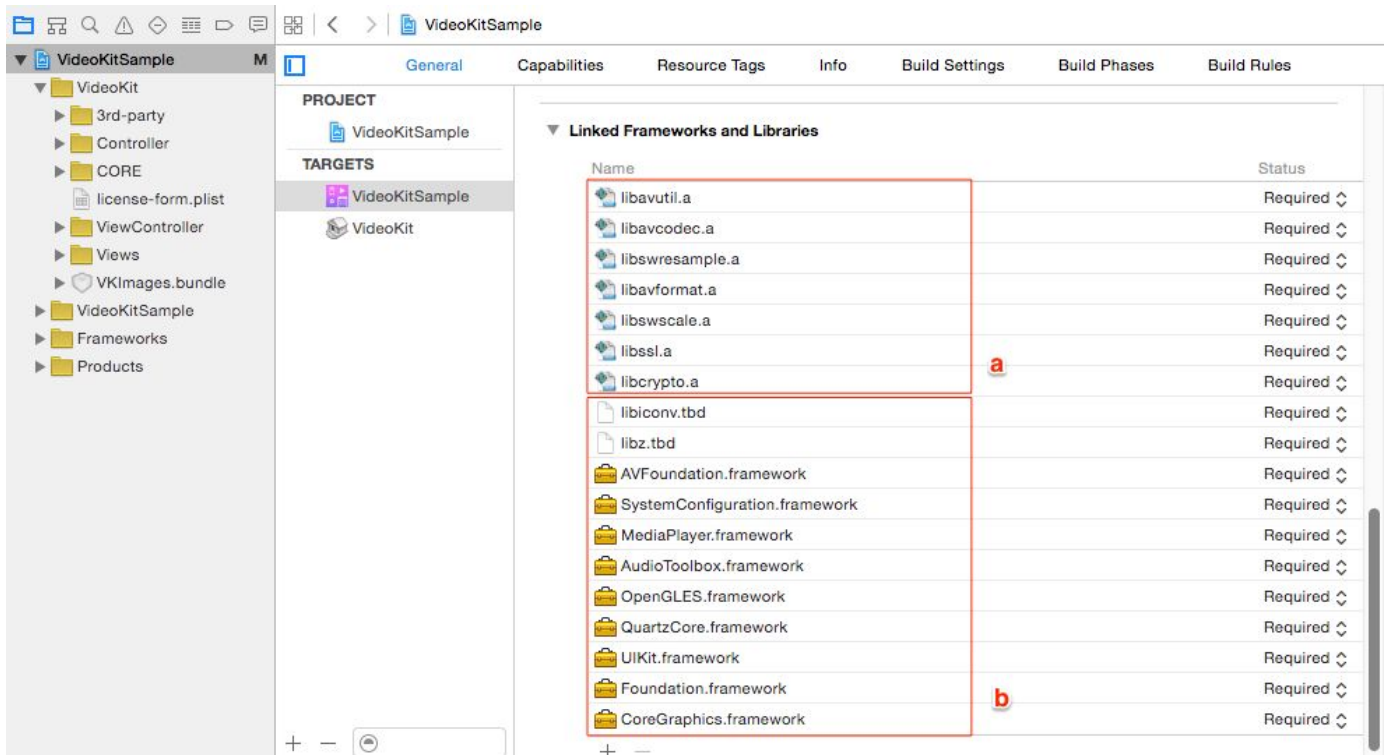 VideoKitSample
VideoKitSample M
General Capabilities Resource Tags Info Build Settings Build Phases Build Rules
VideoKit
3rd-party
Controller
CORE
license-form.plist
ViewController
Views
VKImages.bundle
VideoKitSample
Frameworks
Products
PROJECT
VideoKitSample
TARGETS
VideoKitSample
VideoKit
Linked Frameworks and Libraries
Name Status
libavutil.a Required
libavcodec.a Required
libswresample.a Required
libavformat.a Required
libswscale.a Required
libssl.a Required
a
libcrypto.a Required
libiconv.tbd Required
libz.tbd Required
AVFoundation.framework Required
SystemConfiguration.framework Required
MediaPlayer.framework Required
AudioToolbox.framework Required
OpenGLES.framework Required
QuartzCore.framework Required
UIKit.framework Required
Foundation.framework Required
b
CoreGraphics.framework Required